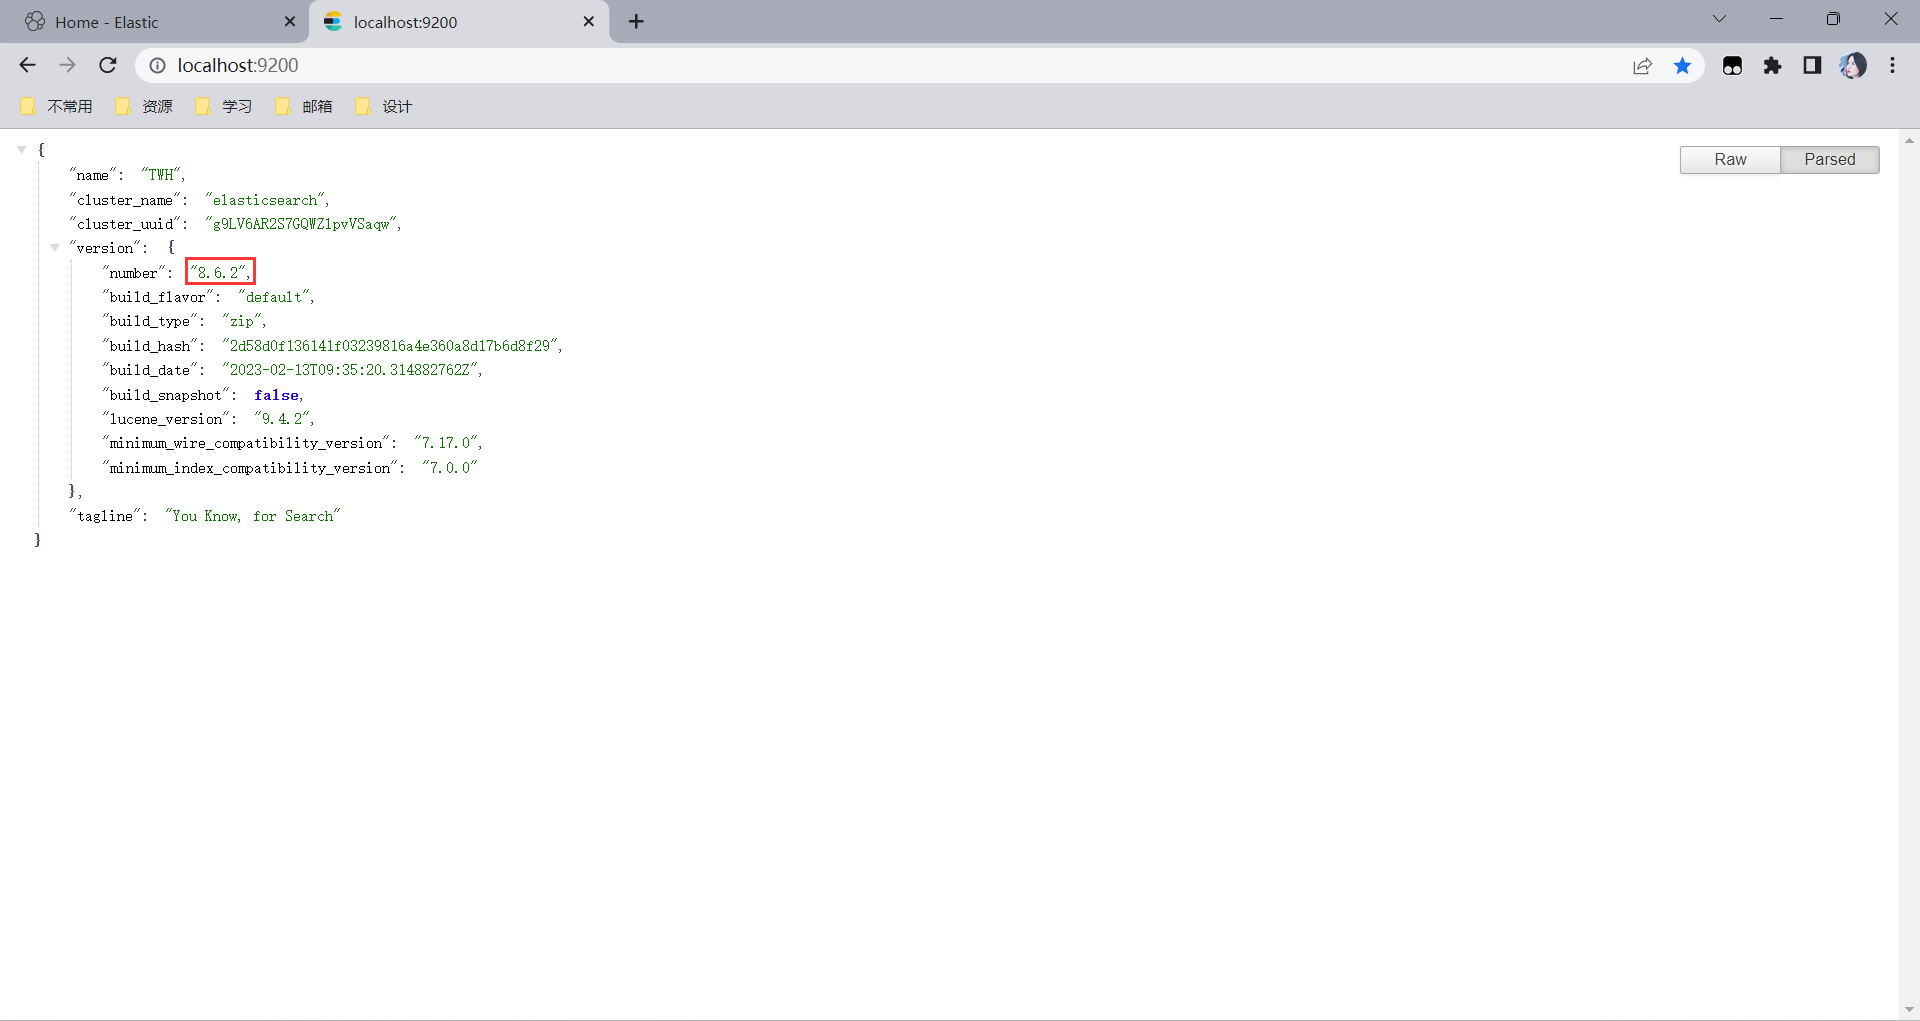 Home - Elastic
localhost:9200
localhost:9200
不常用 资源 学习 邮箱 设计
Raw Parsed
{
"name": "TWH",
"cluster_name": "elasticsearch",
"cluster_uuid": "g9LV6AR2S7GQWZ1pvVSaqw",
"version": {
"number": "8.6.2",
"build_flavor": "default",
"build_type": "zip",
"build_hash": "2d58d0f136141f03239816a4e360a8d17b6d8f29",
"build_date": "2023-02-13T09:35:20.314882762Z",
"build_snapshot": false,
"lucene_version": "9.4.2",
"minimum_wire_compatibility_version": "7.17.0",
"minimum_index_compatibility_version": "7.0.0"
},
"tagline": "You Know, for Search"
}